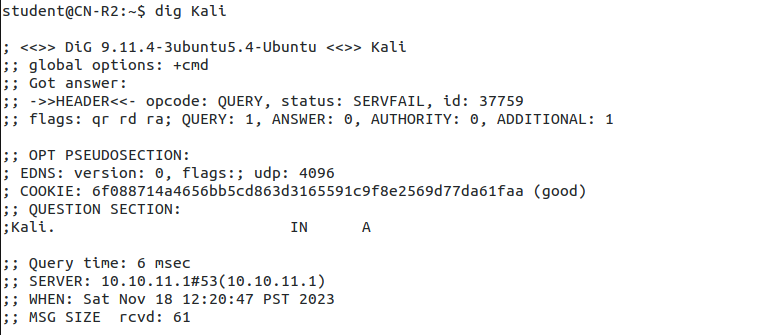 student@CN-R2:~$ dig Kali
; <<>> DiG 9.11.4-3ubuntu5.4-Ubuntu <<>> Kali
;; global options: +cmd
;; Got answer:
;; ->>HEADER<<- opcode: QUERY, status: SERVFAIL, id: 37759
;; flags: qr rd ra; QUERY: 1, ANSWER: 0, AUTHORITY: 0, ADDITIONAL: 1
;; OPT PSEUDOSECTION:
; EDNS: version: 0, flags:; udp: 4096
; COOKIE: 6f088714a4656bb5cd863d3165591c9f8e2569d77da61faa (good)
;; QUESTION SECTION:
;Kali. IN A
;; Query time: 6 msec
;; SERVER: 10.10.11.1#53(10.10.11.1)
;; WHEN: Sat Nov 18 12:20:47 PST 2023
;; MSG SIZE rcvd: 61